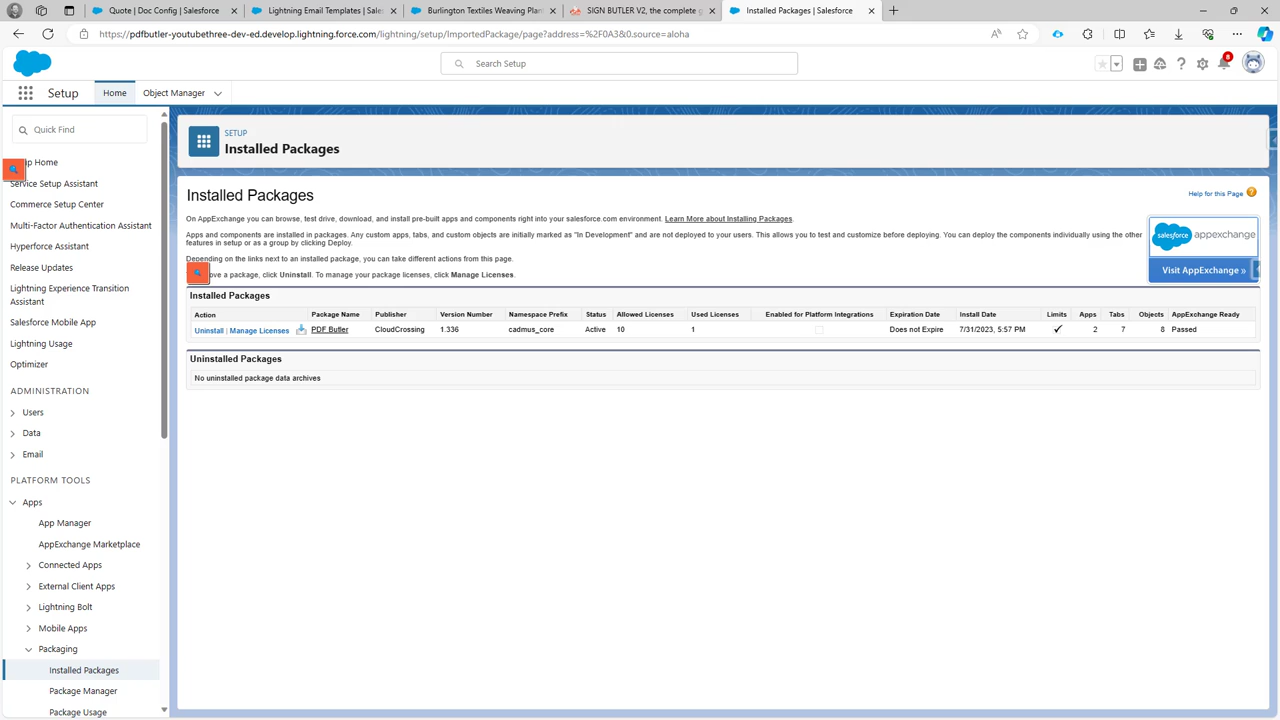 Quote | Doc Config | Salesforce
Lightning Email Templates | Sales
Burlington Textiles Weaving Plant
SIGN BUTLER V2, the complete g
Installed Packages | Salesforce
https://pdfbutler-youtubethree-dev-ed.develop.lightning.force.com/lightning/setup/ImportedPackage/page?address=%2F0A3&0.source=aloha
Search Setup
8
Setup
Home
Object Manager
Quick Find
up Home
Service Setup Assistant
Commerce Setup Center
Multi-Factor Authentication Assistant
Hyperforce Assistant
Release Updates
Lightning Experience Transition
Assistant
Salesforce Mobile App
Lightning Usage
Optimizer
ADMINISTRATION
Users
Data
Email
PLATFORM TOOLS
Apps
App Manager
AppExchange Marketplace
Connected Apps
External Client Apps
Lightning Bolt
Mobile Apps
Packaging
Installed Packages
Package Manager
Package Usage
SETUP
Installed Packages
Installed Packages
Help for this Page
On AppExchange you can browse, test drive, download, and install pre-built apps and components right into your salesforce.com environment. Learn More about Installing Packages.
Apps and components are installed in packages. Any custom apps, tabs, and custom objects are initially marked as "In Development" and are not deployed to your users. This allows you to test and customize before deploying. You can deploy the components individually using the other
features in setup or as a group by clicking Deploy.
Depending on the links next to an installed package, you can take different actions from this page.
ove a package, click Uninstall. To manage your package licenses, click Manage Licenses.
salesforce appexchange
Visit AppExchange »
Installed Packages
Action Package Name Publisher Version Number Namespace Prefix Status Allowed Licenses Used Licenses Enabled for Platform Integrations Expiration Date Install Date Limits Apps Tabs Objects AppExchange Ready
Uninstall | Manage Licenses PDF Butler CloudCrossing 1.336 cadmus_core Active 10 1 Does not Expire 7/31/2023, 5:57 PM ✓ 2 7 8 Passed
Uninstalled Packages
No uninstalled package data archives